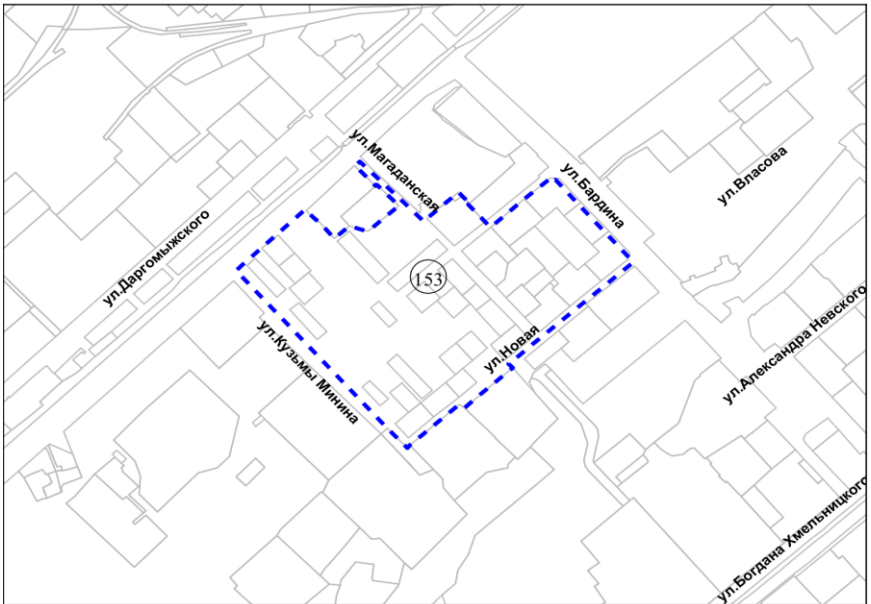 ул.Магаданская
ул.Бардина
ул.Власова
ул.Даргомыжского
153
ул.Александра Невского
ул.Новая
ул.Кузьмы Минина
ул.Богдана Хмельницкого